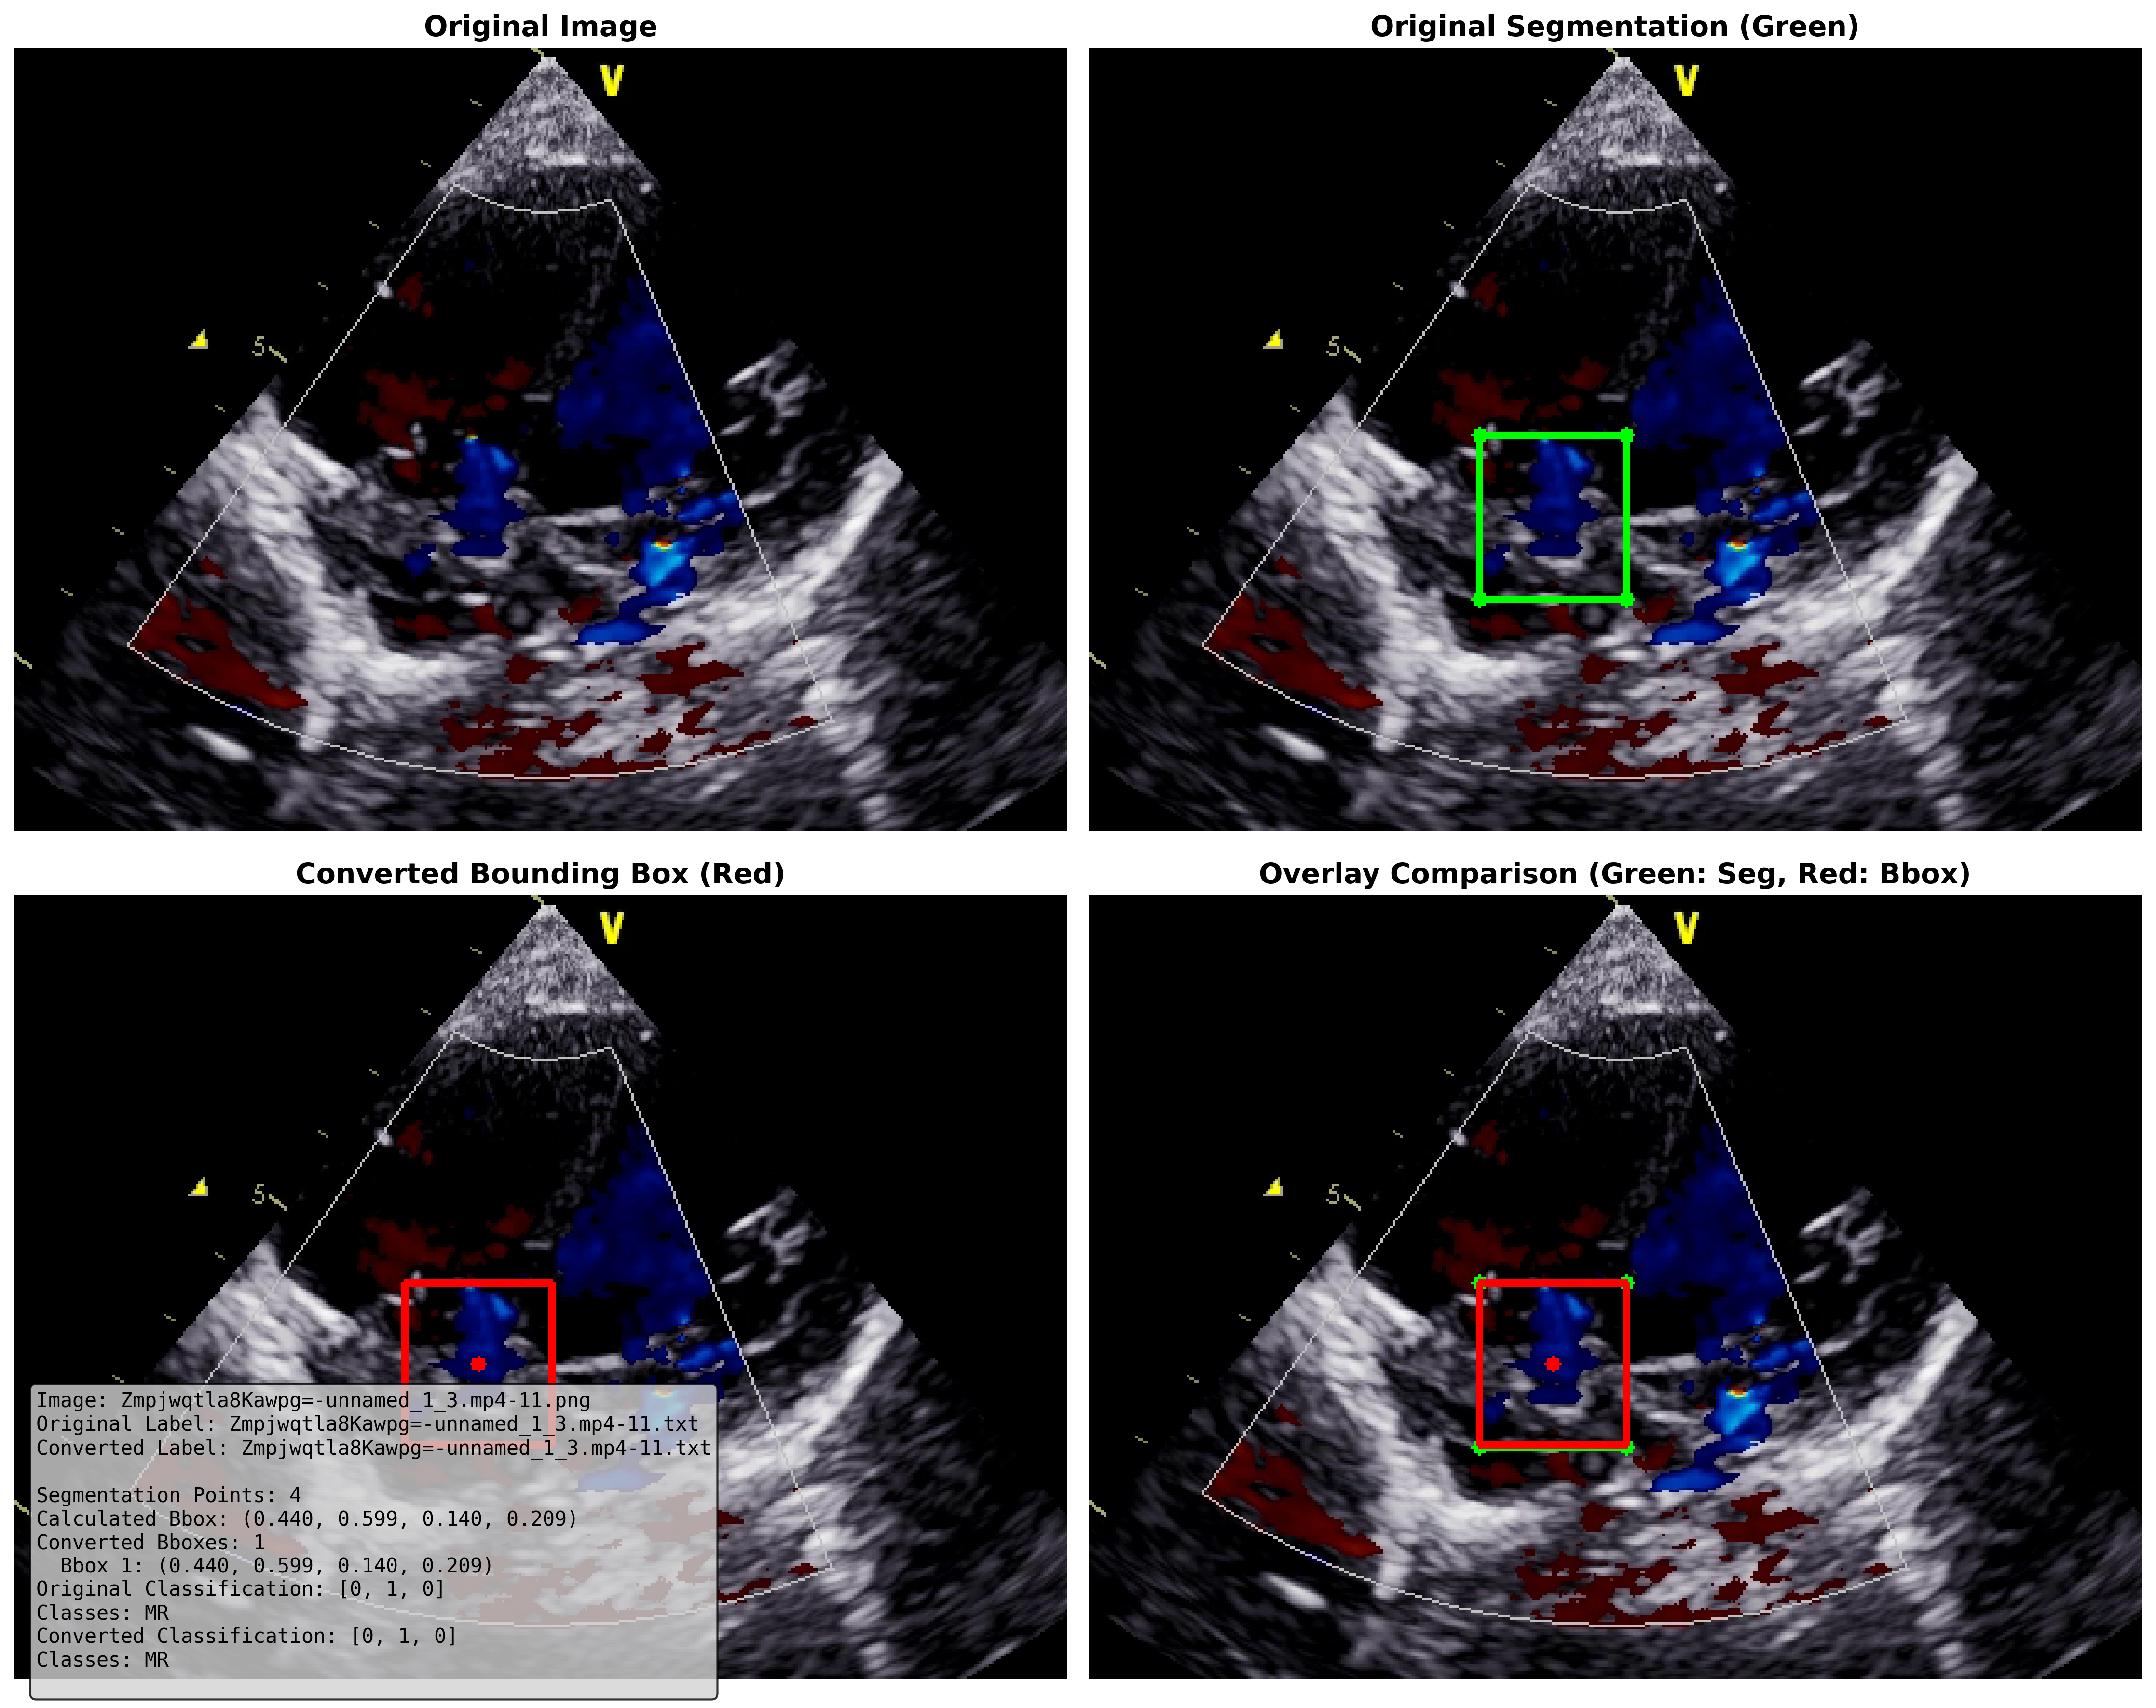 Original Image
Original Segmentation (Green)
V
5
V
5
Converted Bounding Box (Red)
Overlay Comparison (Green: Seg, Red: Bbox)
V
5
V
5
Image: Zmpjwqtla8Kawpg=-unnamed_1_3.mp4-11.png
Original Label: Zmpjwqtla8Kawpg=-unnamed_1_3.mp4-11.txt
Converted Label: Zmpjwqtla8Kawpg=-unnamed_1_3.mp4-11.txt
Segmentation Points: 4
Calculated Bbox: (0.440, 0.599, 0.140, 0.209)
Converted Bboxes: 1
Bbox 1: (0.440, 0.599, 0.140, 0.209)
Original Classification: [0, 1, 0]
Classes: MR
Converted Classification: [0, 1, 0]
Classes: MR